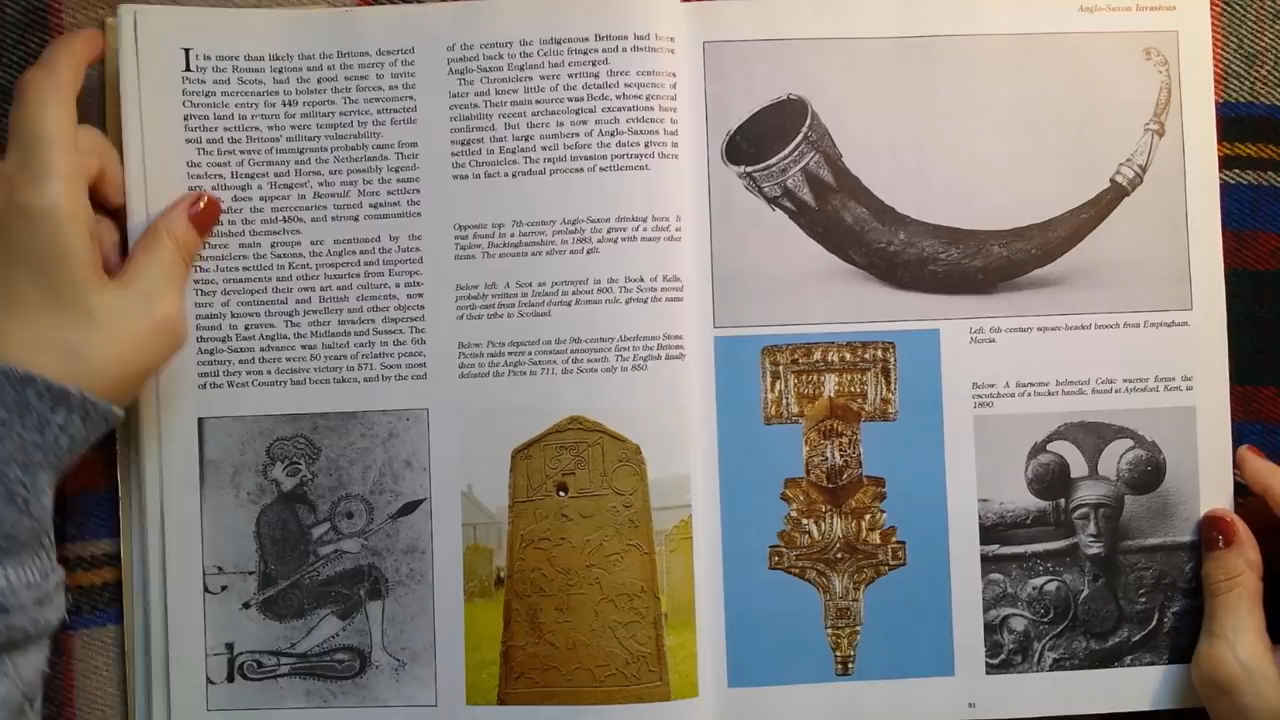 It is more than likely that the Britons, deserted
by the Roman legions and at the mercy of the
Picts and Scots, had the good sense to invite
foreign mercenaries to bolster their forces, as the
Chronicle entry for 449 reports. The newcomers,
given land in return for military service, attracted
further settlers, who were tempted by the fertile
soil and the Britons' military vulnerability.
The first wave of immigrants probably came from
the coast of Germany and the Netherlands. Their
leaders, Hengest and Horsa, are possibly legend-
ary, although a 'Hengest', who may be the same
does appear in Beowulf. More settlers
after the mercenaries turned against the
in the mid-450s, and strong communities
themselves.
Three main groups are mentioned by the
Chroniclers: the Saxons, the Angles and the Jutes.
The Jutes settled in Kent, prospered and imported
wine, ornaments and other luxuries from Europe.
They developed their own art and culture, a mix-
ture of continental and British elements, now
mainly known through jewellery and other objects
found in graves. The other invaders dispersed
through East Anglia, the Midlands and Sussex. The
Anglo-Saxon advance was halted early in the 6th
century, and there were 50 years of relative peace,
until they won a decisive victory in 571. Soon most
of the West Country had been taken, and by the end
of the century the indigenous Britons had been
pushed back to the Celtic fringes and a distinctive
Anglo-Saxon England had emerged.
The Chroniclers were writing three centuries
later and knew little of the detailed sequence of
events. Their main source was Bede, whose general
reliability recent archaeological excavations have
confirmed. But there is now much evidence to
suggest that large numbers of Anglo-Saxons had
settled in England well before the dates given in
the Chronicles. The rapid invasion portrayed there
was in fact a gradual process of settlement.
Opposite top: 7th-century Anglo-Saxon drinking horn. It
was found in a barrow, probably the grave of a chief, at
Taplow, Buckinghamshire, in 1883, along with many other
items. The mounts are silver and gilt.
Below left: A Scot as portrayed in the Book of Kells,
probably written in Ireland in about 800. The Scots moved
north-east from Ireland during Roman rule, giving the name
of their tribe to Scotland.
Below: Picts depicted on the 9th-century Aberlemno Stone.
Pictish raids were a constant annoyance first to the Britons,
then to the Anglo-Saxons, of the south. The English finally
defeated the Picts in 711, the Scots only in 850.
Anglo-Saxon Invasions
Left: 6th-century square-headed brooch from Empingham,
Mercia.
Below: A fearsome helmeted Celtic warrior forms the
escutcheon of a bucket handle, found at Aylesford, Kent, in
1890.
31